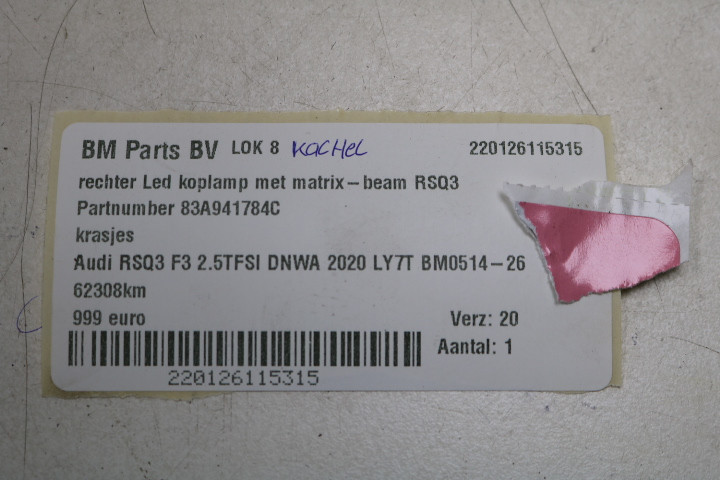 BM Parts BV LOK 8 KACHEL 220126115315
rechter Led koplamp met matrix-beam RSQ3
Partnumber 83A941784C
krasjes
Audi RSQ3 F3 2.5TFSI DNWA 2020 LY7T BM0514-26
62308km
999 euro Verz: 20
Aantal: 1
220126115315